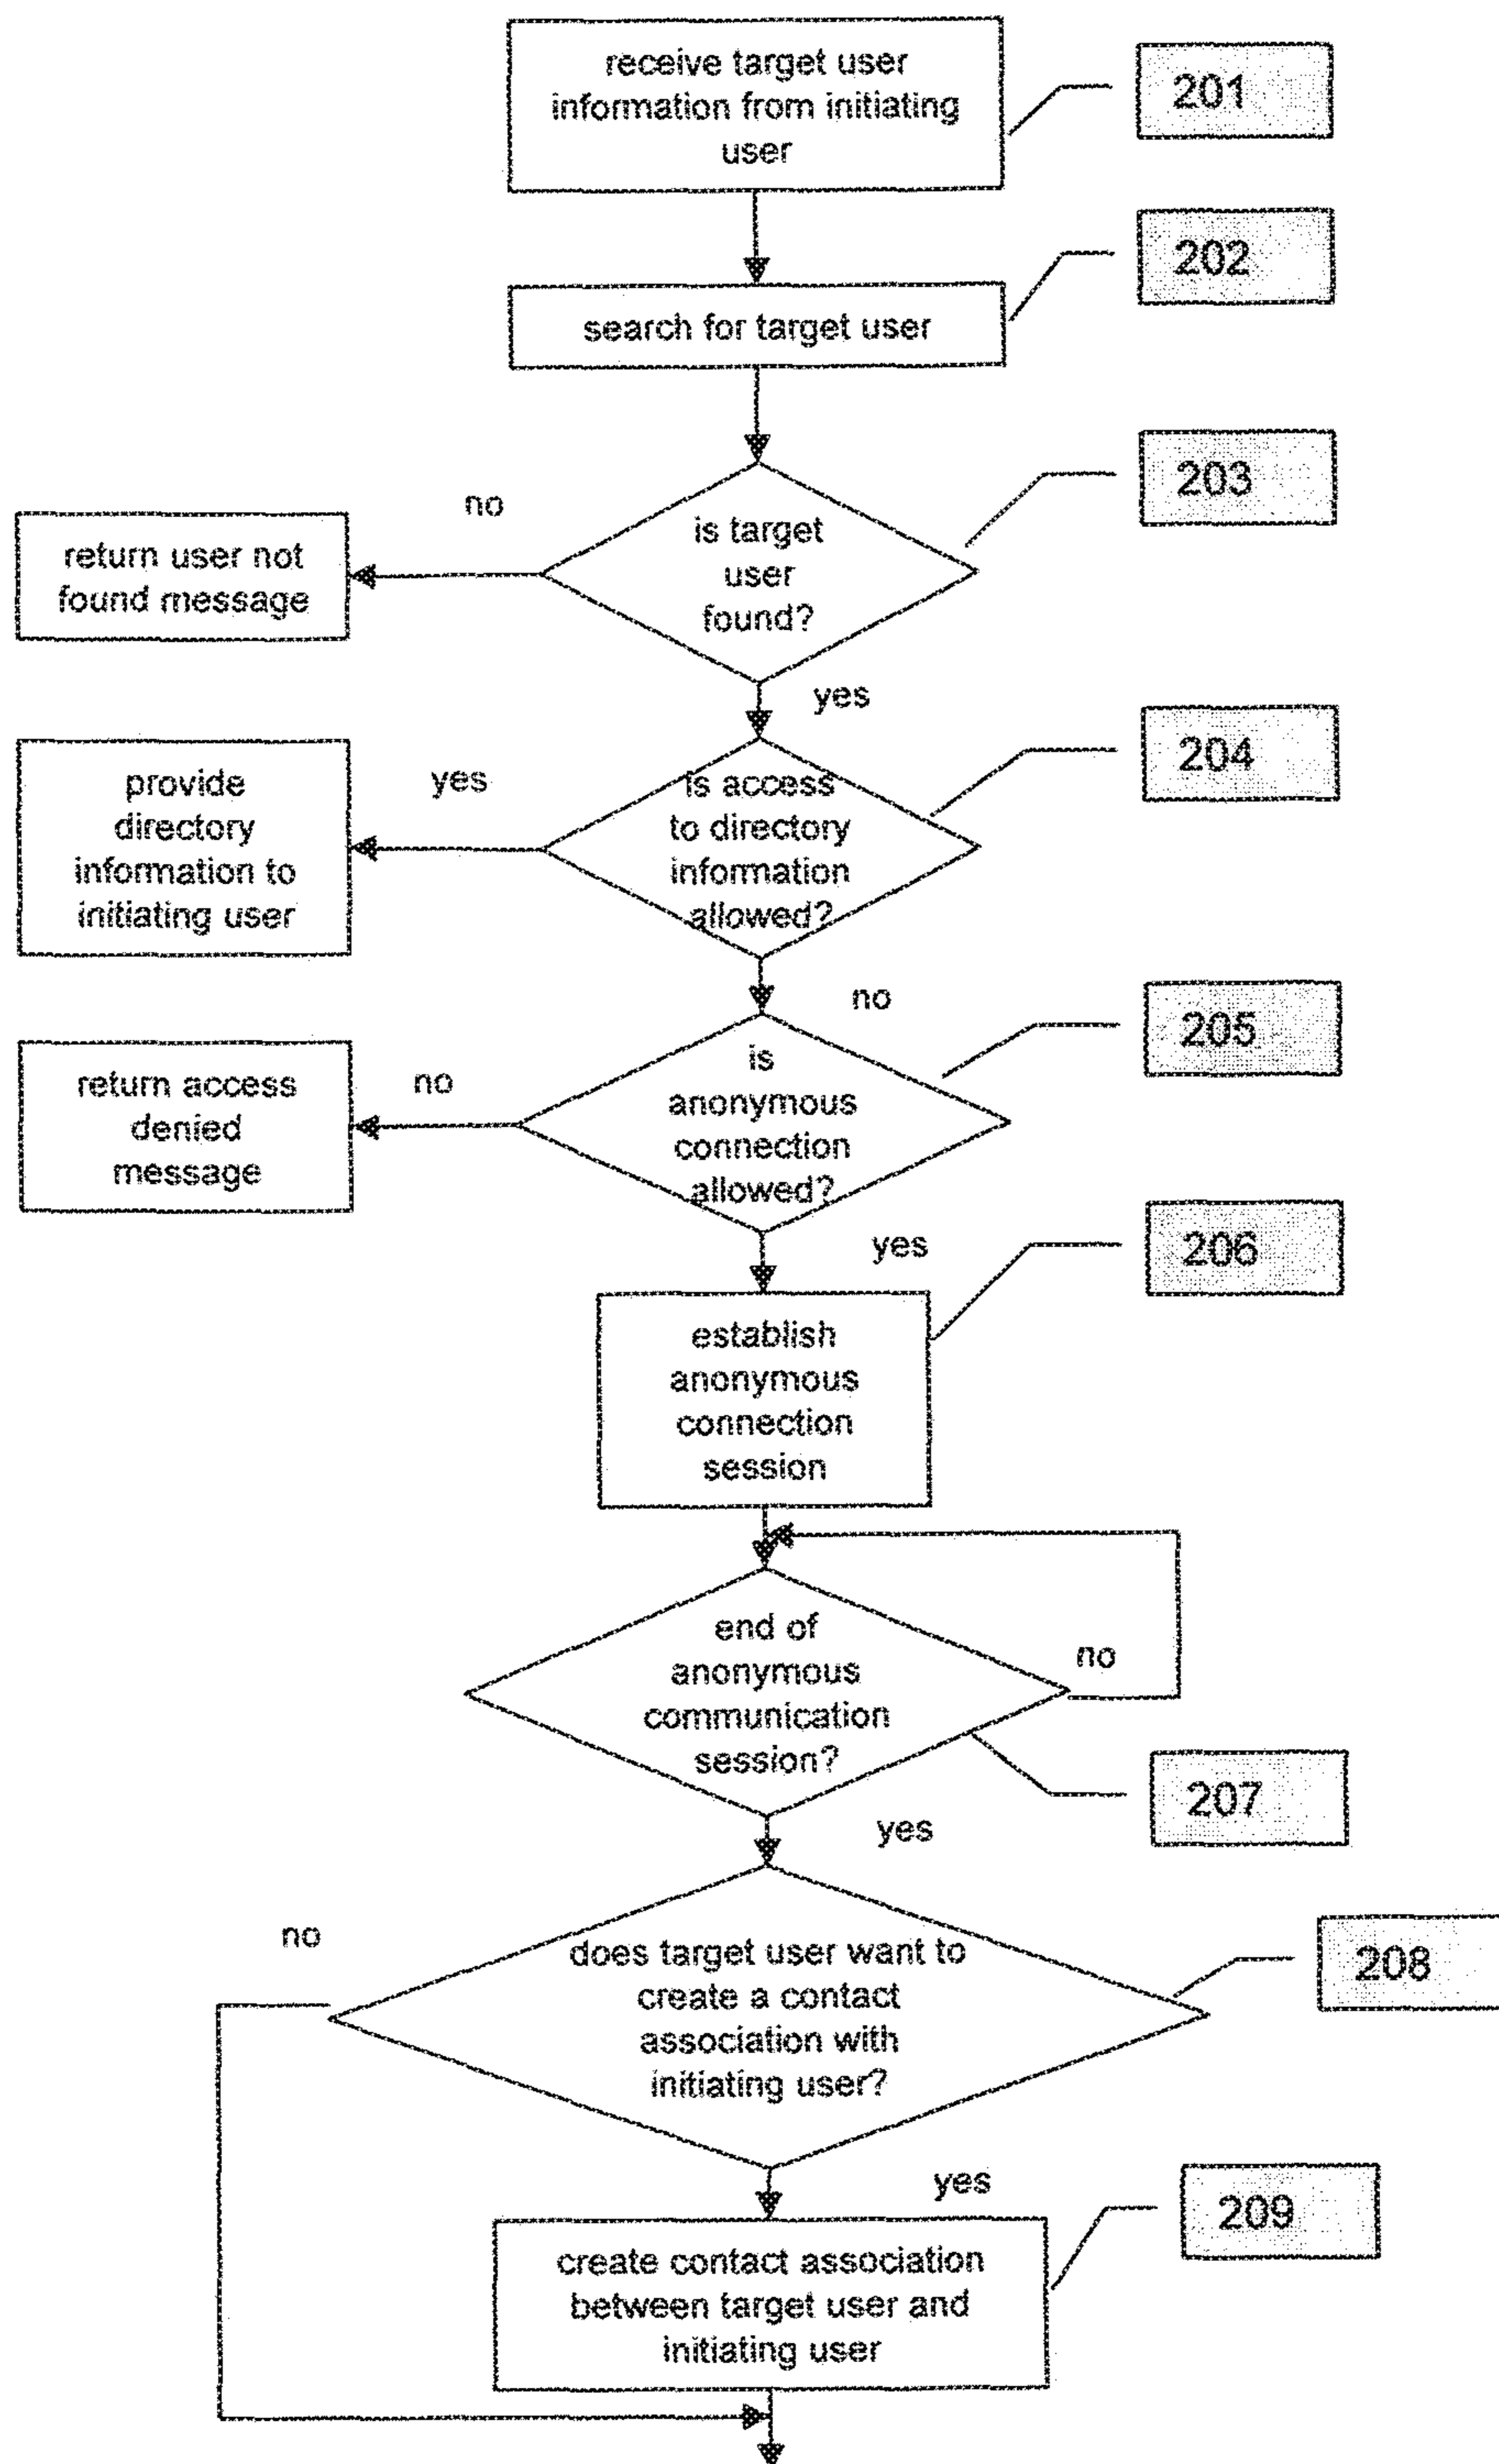 receive target user
information from initiating
user
201
search for target user
202
is target
user
found?
203
no
return user not
found message
yes
is access
to directory
information
allowed?
204
yes
provide
directory
information to
initiating user
no
is
anonymous
connection
allowed?
205
no
return access
denied
message
yes
establish
anonymous
connection
session
206
end of
anonymous
communication
session?
no
207
yes
does target user want to
create a contact
association with
initiating user?
208
no
yes
create contact association
between target user and
initiating user
209